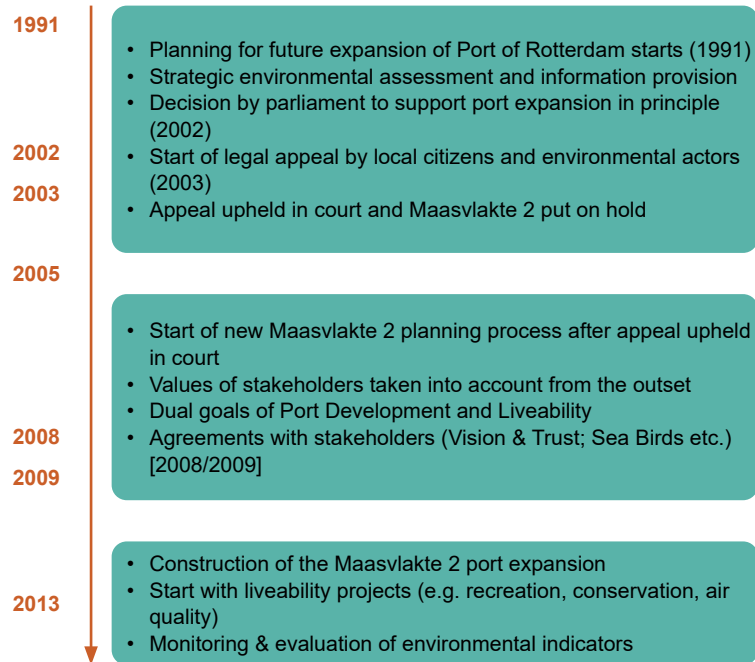 1991
• Planning for future expansion of Port of Rotterdam starts (1991)
• Strategic environmental assessment and information provision
• Decision by parliament to support port expansion in principle
(2002)
2002
• Start of legal appeal by local citizens and environmental actors
(2003)
2003
• Appeal upheld in court and Maasvlakte 2 put on hold
2005
• Start of new Maasvlakte 2 planning process after appeal upheld
in court
• Values of stakeholders taken into account from the outset
• Dual goals of Port Development and Liveability
2008
• Agreements with stakeholders (Vision & Trust; Sea Birds etc.)
[2008/2009]
2009
• Construction of the Maasvlakte 2 port expansion
• Start with liveability projects (e.g. recreation, conservation, air
quality)
2013
• Monitoring & evaluation of environmental indicators